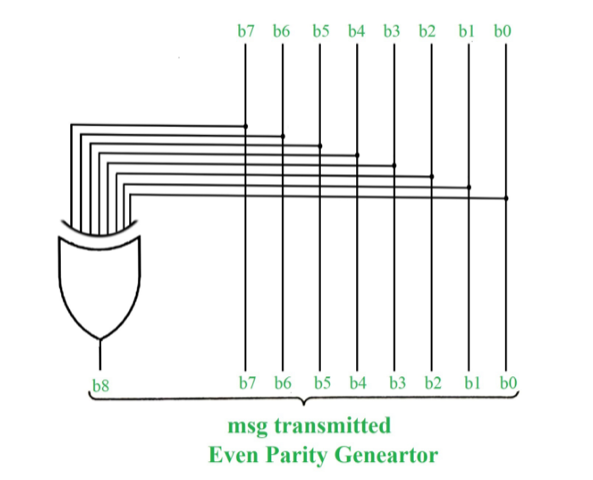 b7 b6 b5 b4 b3 b2 b1 b0
b8 b7 b6 b5 b4 b3 b2 b1 b0
msg transmitted
Even Parity Geneartor